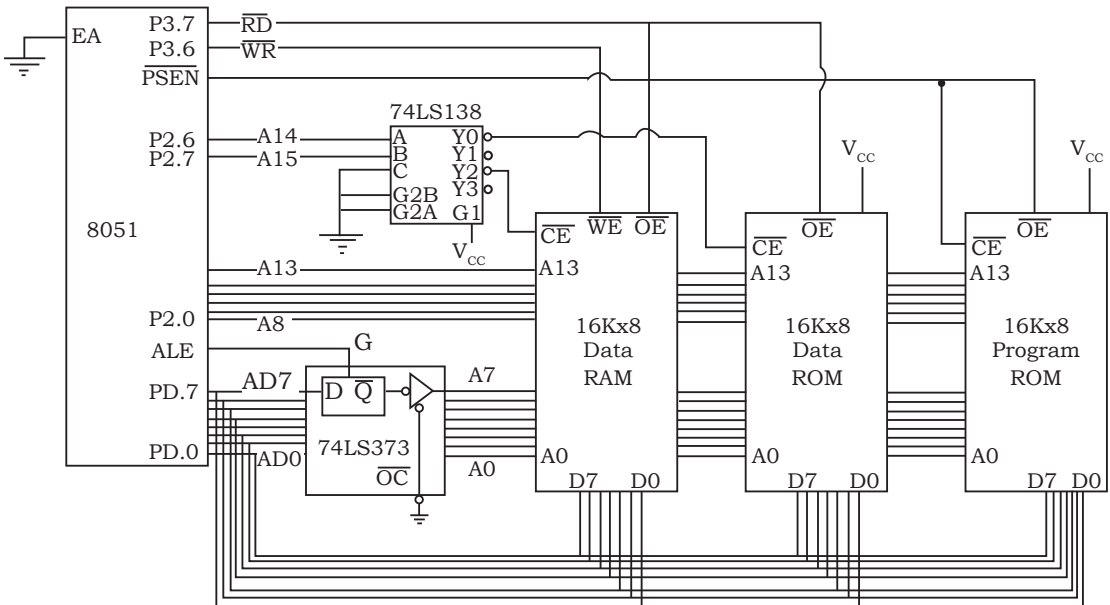 EA
8051
P3.7
P3.6
PSEN
P2.6
P2.7
P2.0
ALE
PD.7
PD.0
RD
WR
A14
A15
A13
A8
G
AD7
AD0
74LS138
A
B
C
G2B
G2A
Y0
Y1
Y2
Y3
G1
VCC
D Q
74LS373
OC
A7
A0
CE
WE
OE
A13
16Kx8
Data
RAM
A0
D7
D0
VCC
CE
OE
A13
16Kx8
Data
ROM
A0
D7
D0
VCC
CE
OE
A13
16Kx8
Program
ROM
A0
D7
D0